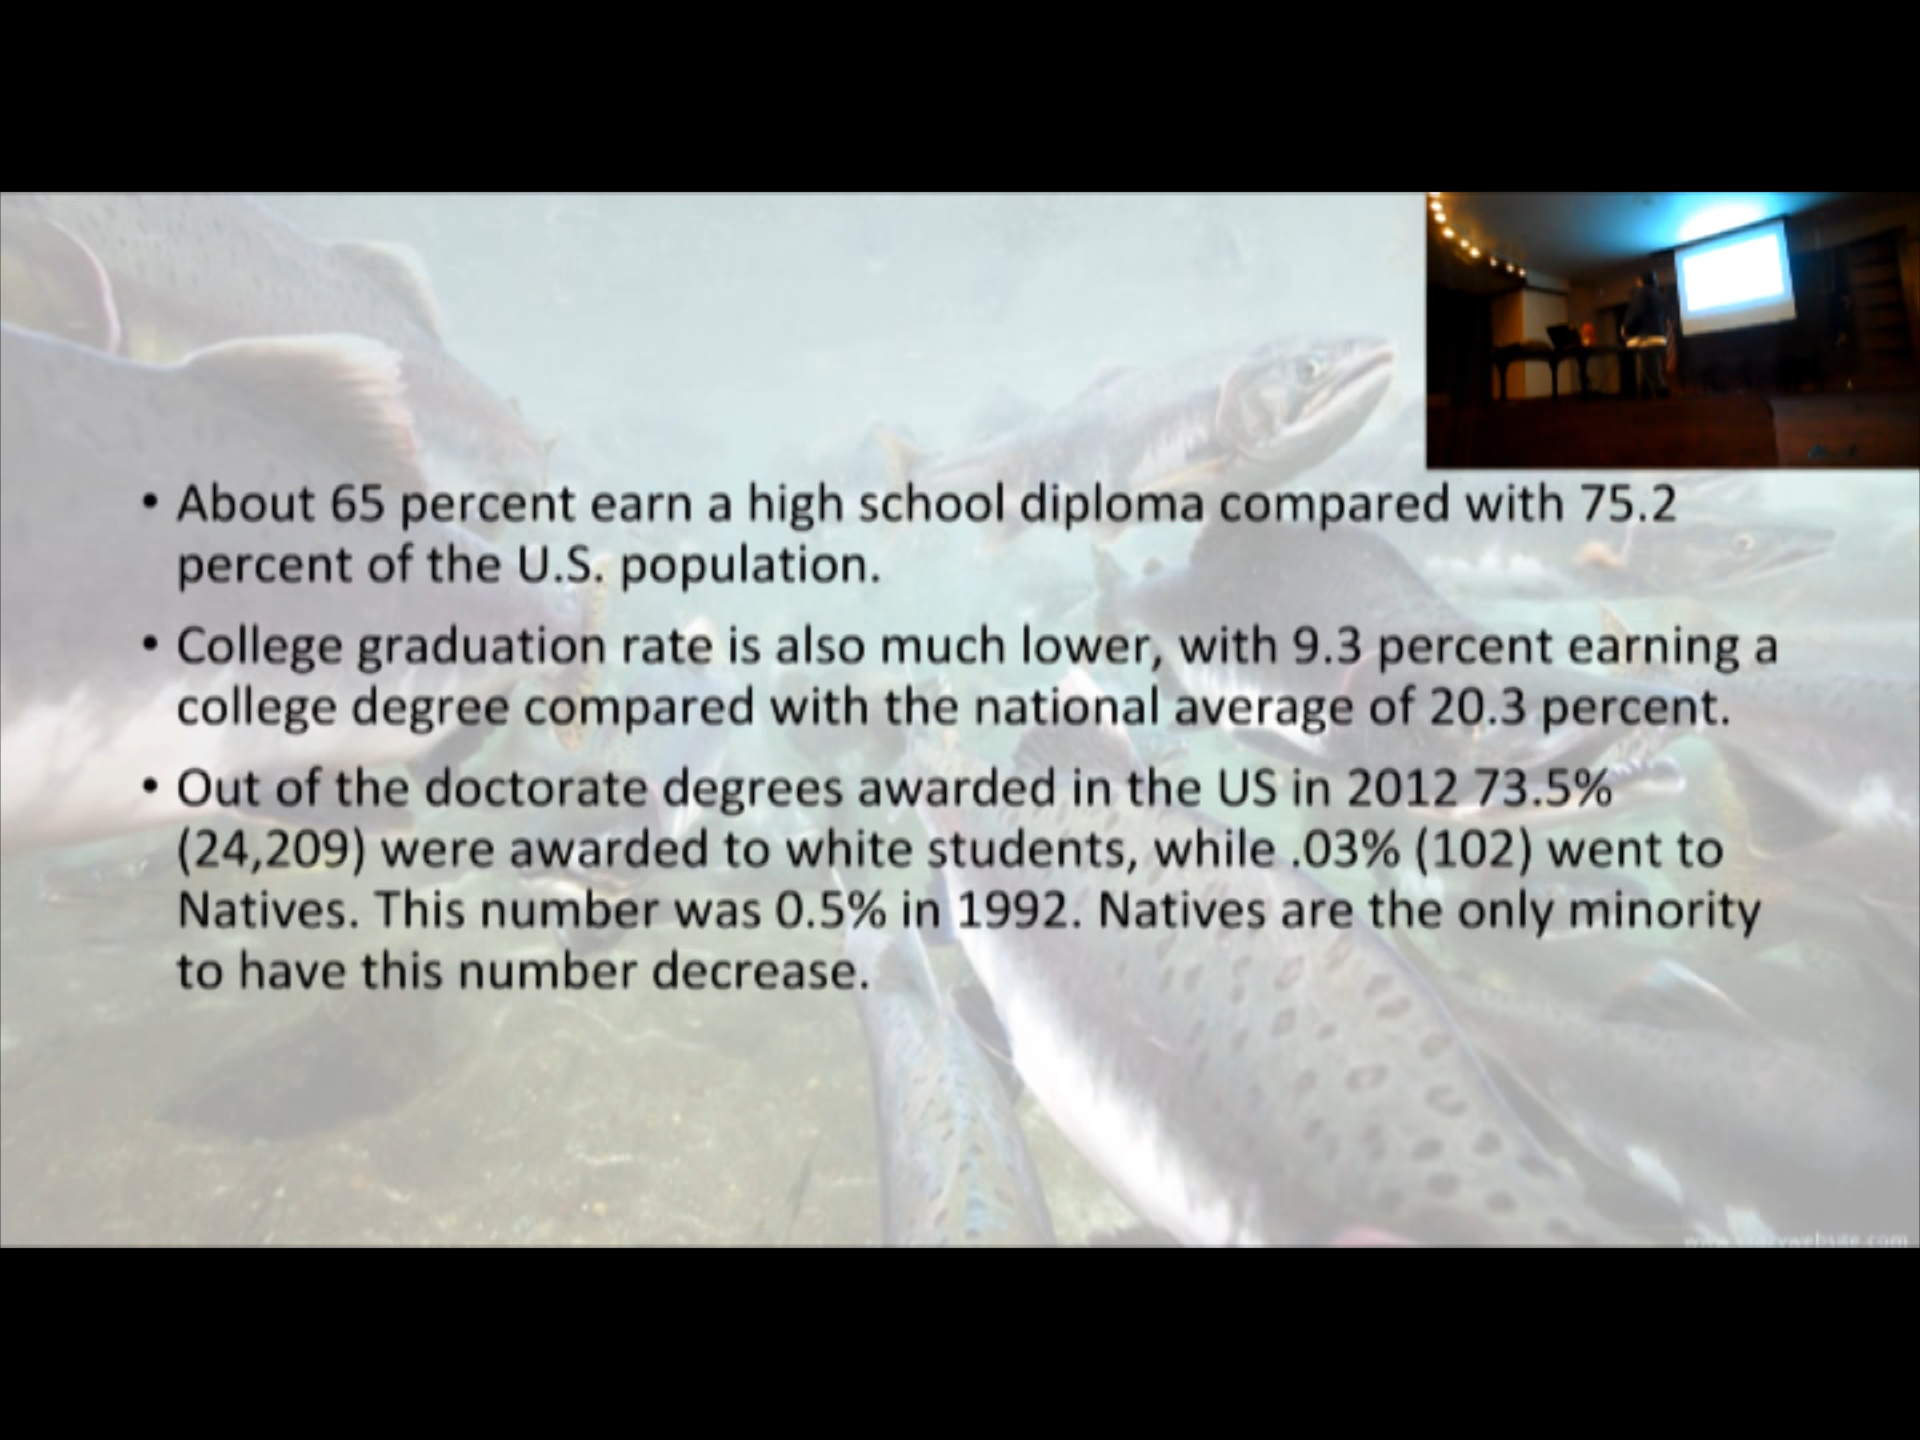 • About 65 percent earn a high school diploma compared with 75.2
percent of the U.S. population.
• College graduation rate is also much lower, with 9.3 percent earning a
college degree compared with the national average of 20.3 percent.
• Out of the doctorate degrees awarded in the US in 2012 73.5%
(24,209) were awarded to white students, while .03% (102) went to
Natives. This number was 0.5% in 1992. Natives are the only minority
to have this number decrease.